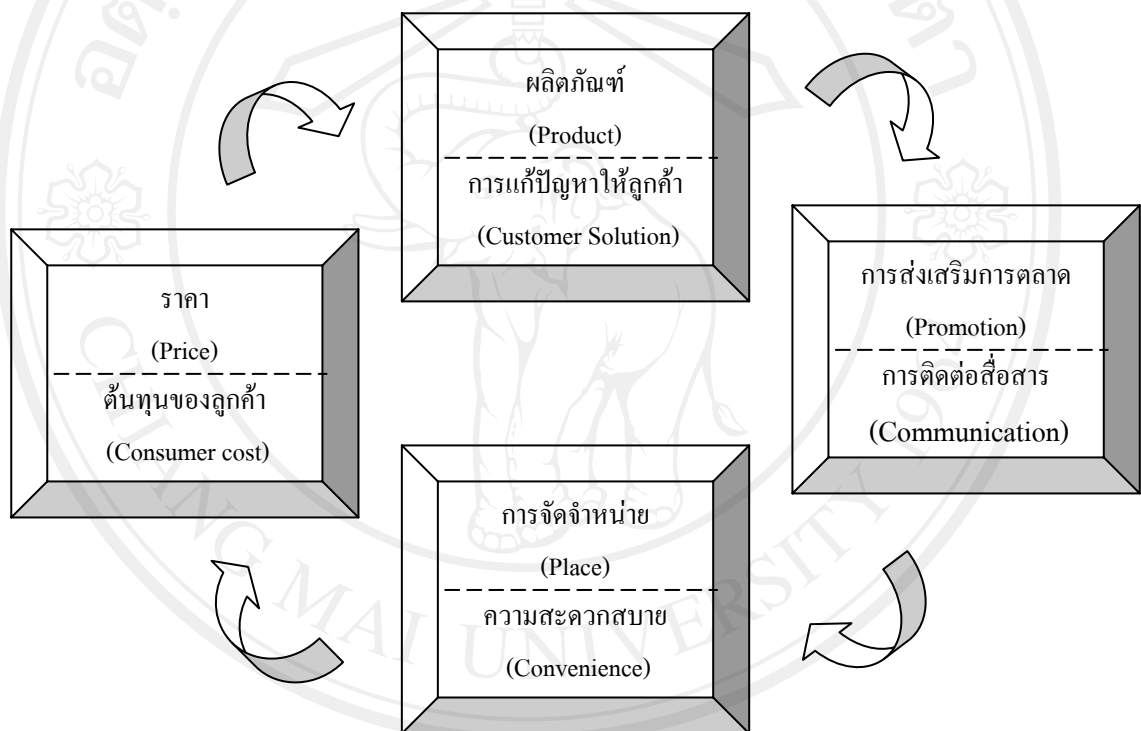 ผลิตภัณฑ์
(Product)
การแก้ปัญหาให้ลูกค้า
(Customer Solution)
ราคา
(Price)
ต้นทุนของลูกค้า
(Consumer cost)
การส่งเสริมการตลาด
(Promotion)
การติดต่อสื่อสาร
(Communication)
การจัดจำหน่าย
(Place)
ความสะดวกสบาย
(Convenience)
CHIANG MAI UNIVERSITY